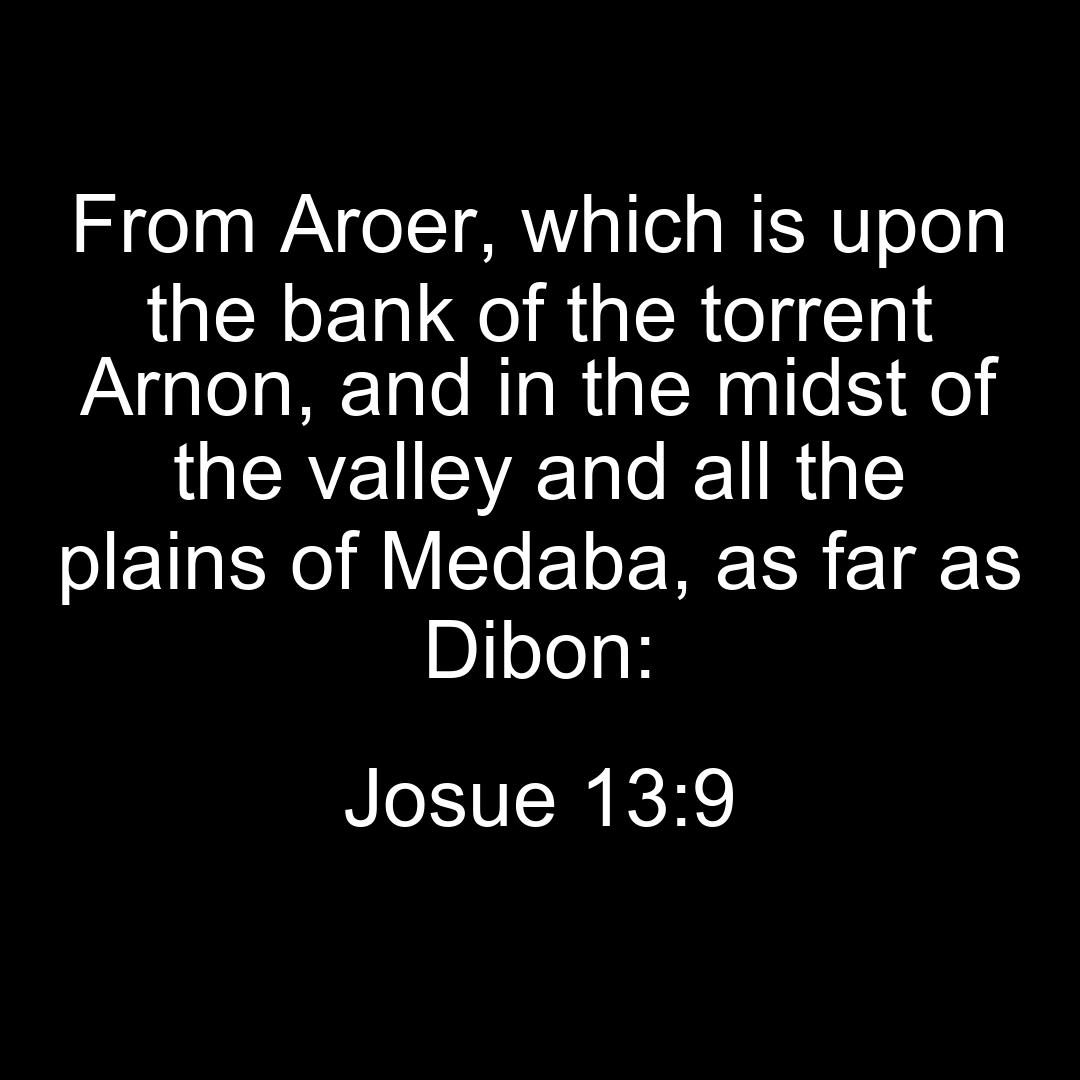 From Aroer, which is upon
the bank of the torrent
Arnon, and in the midst of
the valley and all the
plains of Medaba, as far as
Dibon:
Josue 13:9